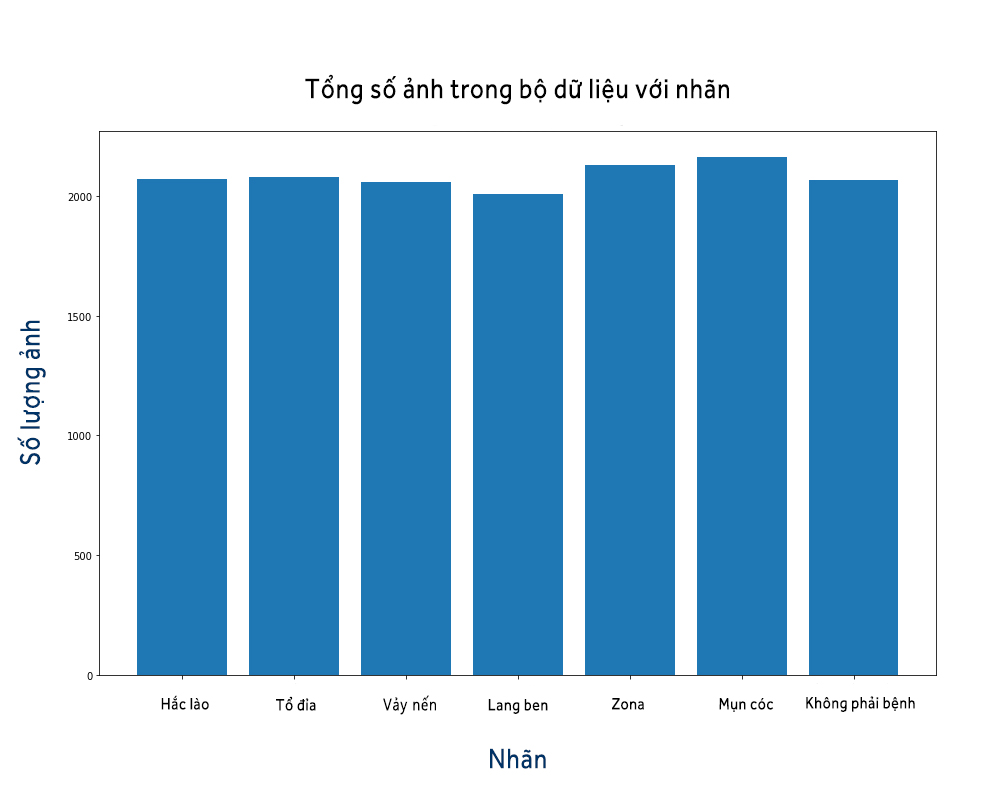 Tổng số ảnh trong bộ dữ liệu với nhãn
Số lượng ảnh
2000
1500
1000
500
0
Hắc lào Tổ đỉa Vảy nến Lang ben Zona Mụn cóc Không phải bệnh
Nhãn